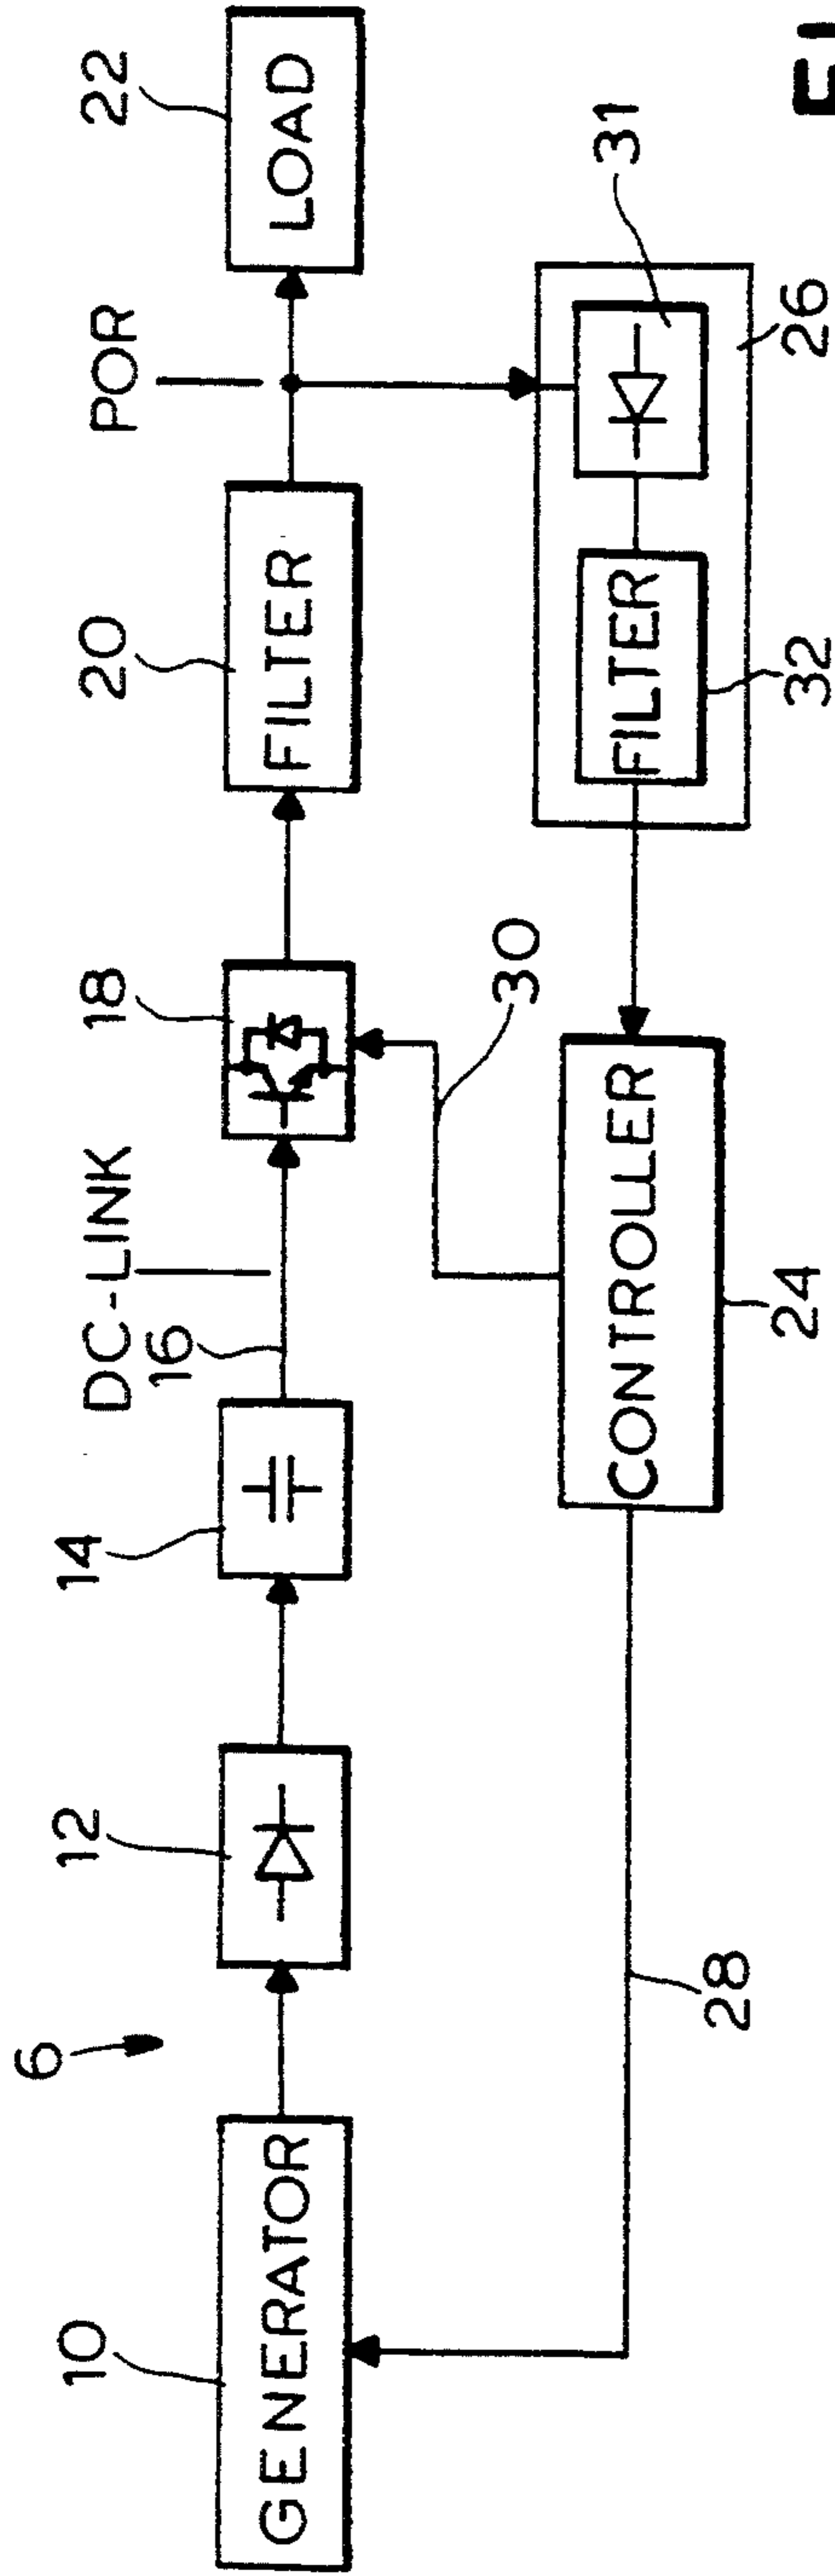 6
10
GENERATOR
12
14
DC-LINK
16
18
20
FILTER
POR
22
LOAD
28
CONTROLLER
24
30
FILTER
32
31
26